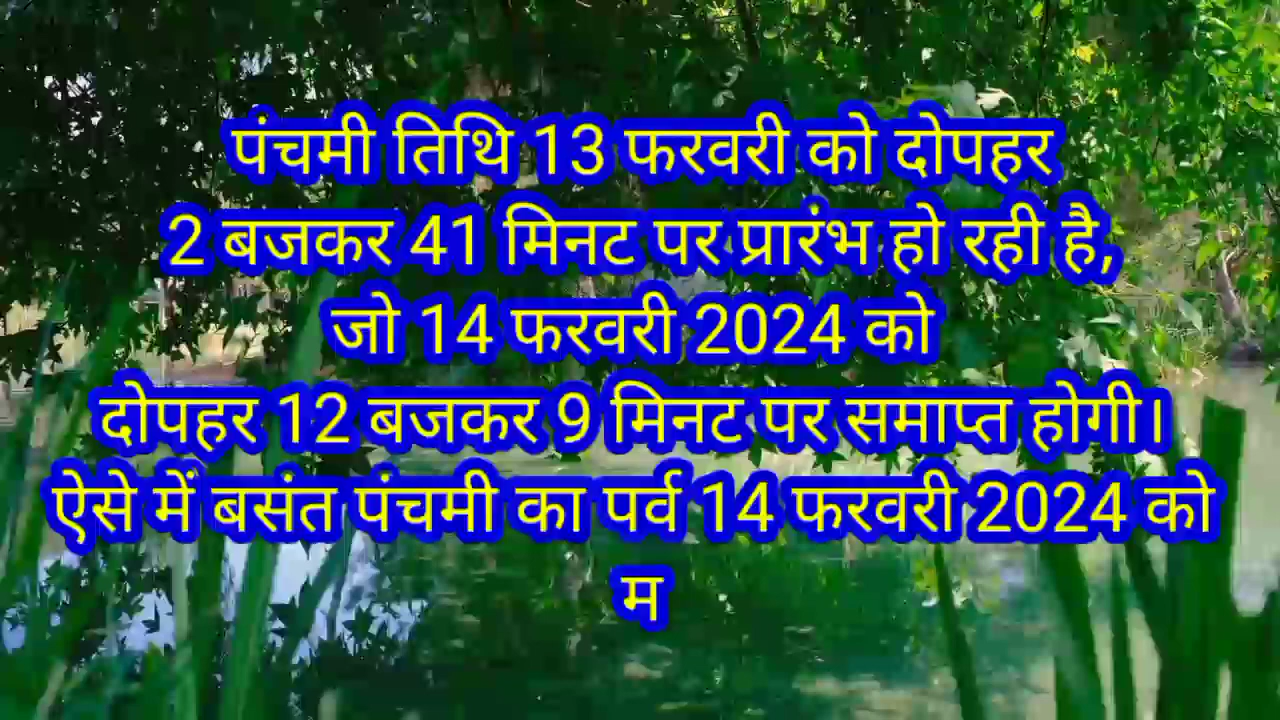 पंचमी तिथि 13 फरवरी को दोपहर
2 बजकर 41 मिनट पर प्रारंभ हो रही है,
जो 14 फरवरी 2024 को
दोपहर 12 बजकर 9 मिनट पर समाप्त होगी।
ऐसे में बसंत पंचमी का पर्व 14 फरवरी 2024 को
म